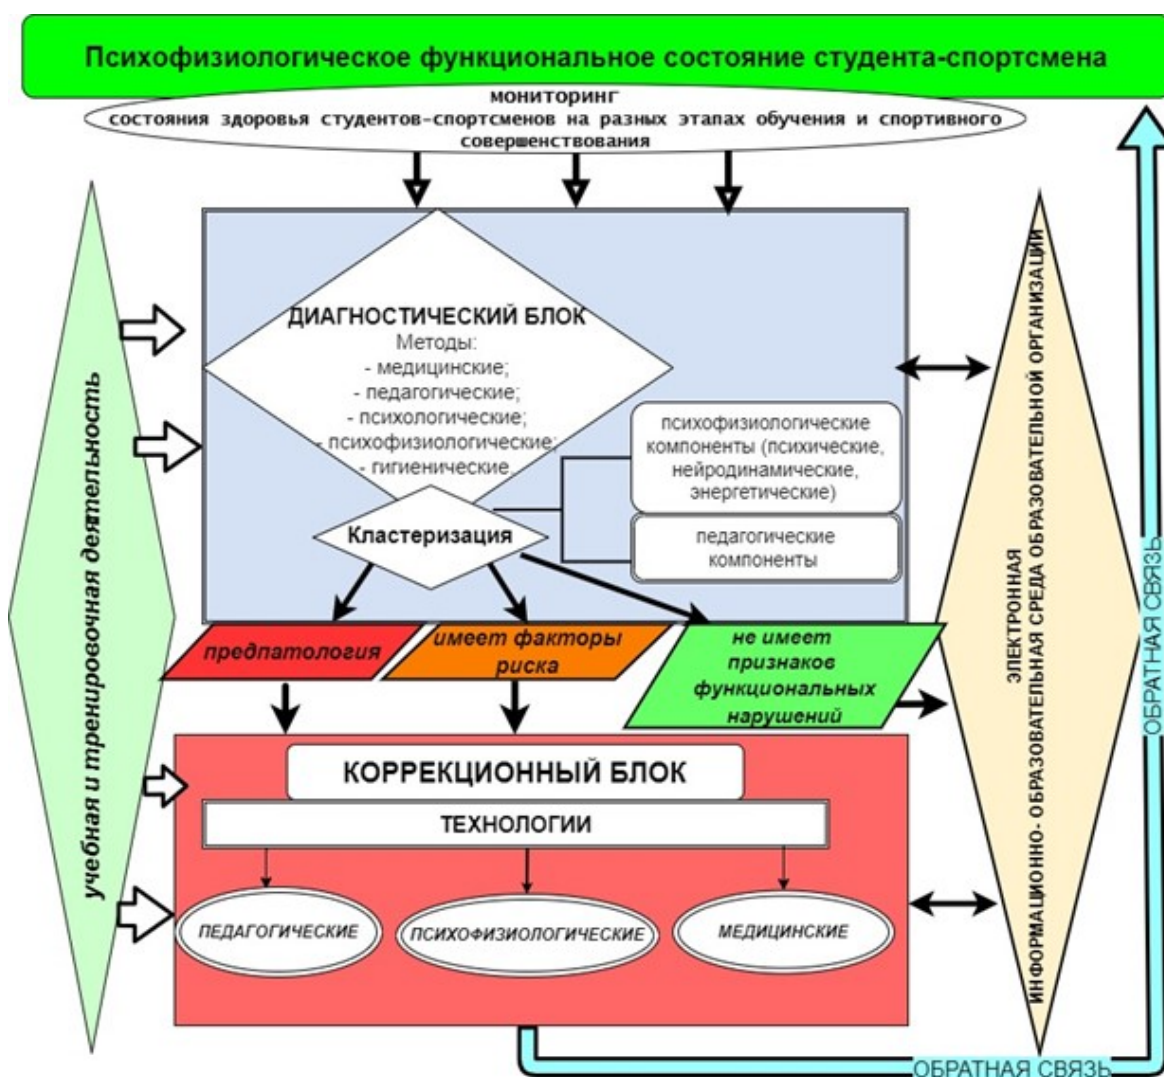 Психофизиологическое функциональное состояние студента-спортсмена
мониторинг
состояния здоровья студентов-спортсменов на разных этапах обучения и спортивного
совершенствования
учебная и тренировочная деятельность
ДИАГНОСТИЧЕСКИЙ БЛОК
Методы:
- медицинские;
- педагогические;
- психологические;
- психофизиологические;
- гигиенические.
психофизиологические
компоненты (психические,
нейродинамические,
энергетические)
Кластеризация
педагогические
компоненты
предпатология
имеет факторы
риска
не имеет
признаков
функциональных
нарушений
КОРРЕКЦИОННЫЙ БЛОК
ТЕХНОЛОГИИ
ПЕДАГОГИЧЕСКИЕ
ПСИХОФИЗИОЛОГИЧЕСКИЕ
МЕДИЦИНСКИЕ
ЭЛЕКТРОННАЯ
ИНФОРМАЦИОННО- ОБРАЗОВАТЕЛЬНАЯ СРЕДА ОБРАЗОВАТЕЛЬНОЙ ОРГАНИЗАЦИИ
ОБРАТНАЯ СВЯЗЬ
ОБРАТНАЯ СВЯЗЬ